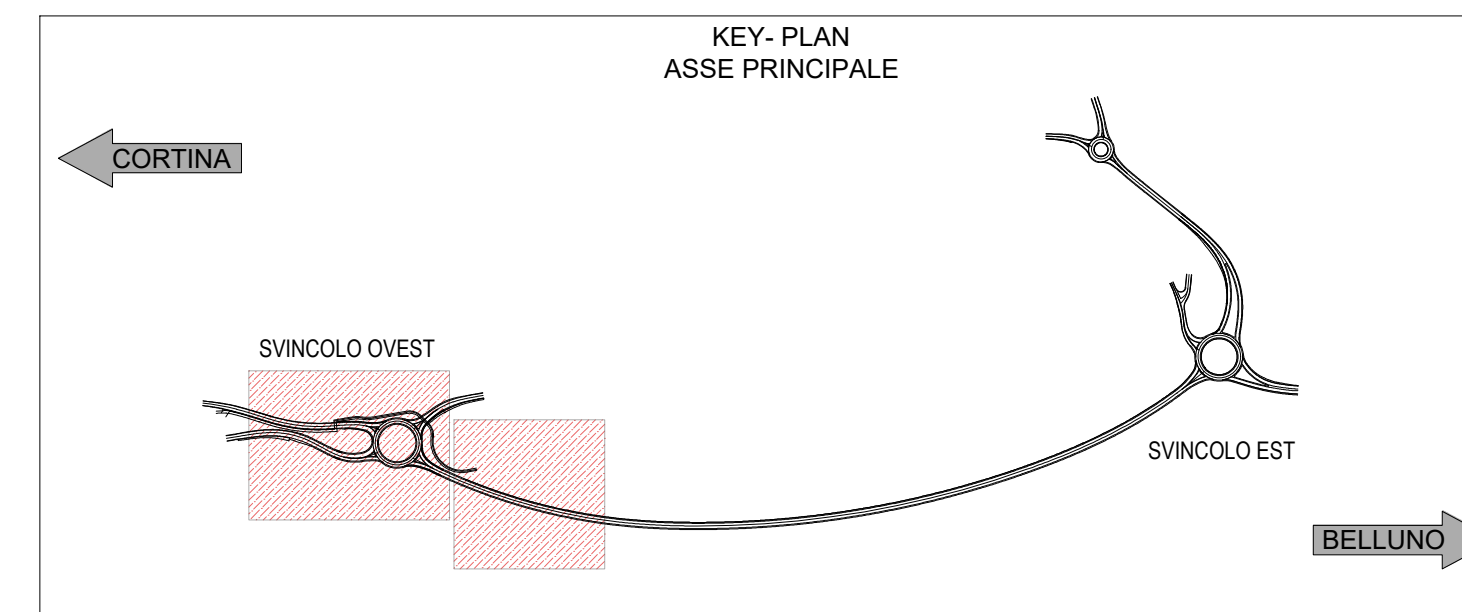 KEY- PLAN
ASSE PRINCIPALE
CORTINA
SVINCOLO OVEST
SVINCOLO EST
BELLUNO